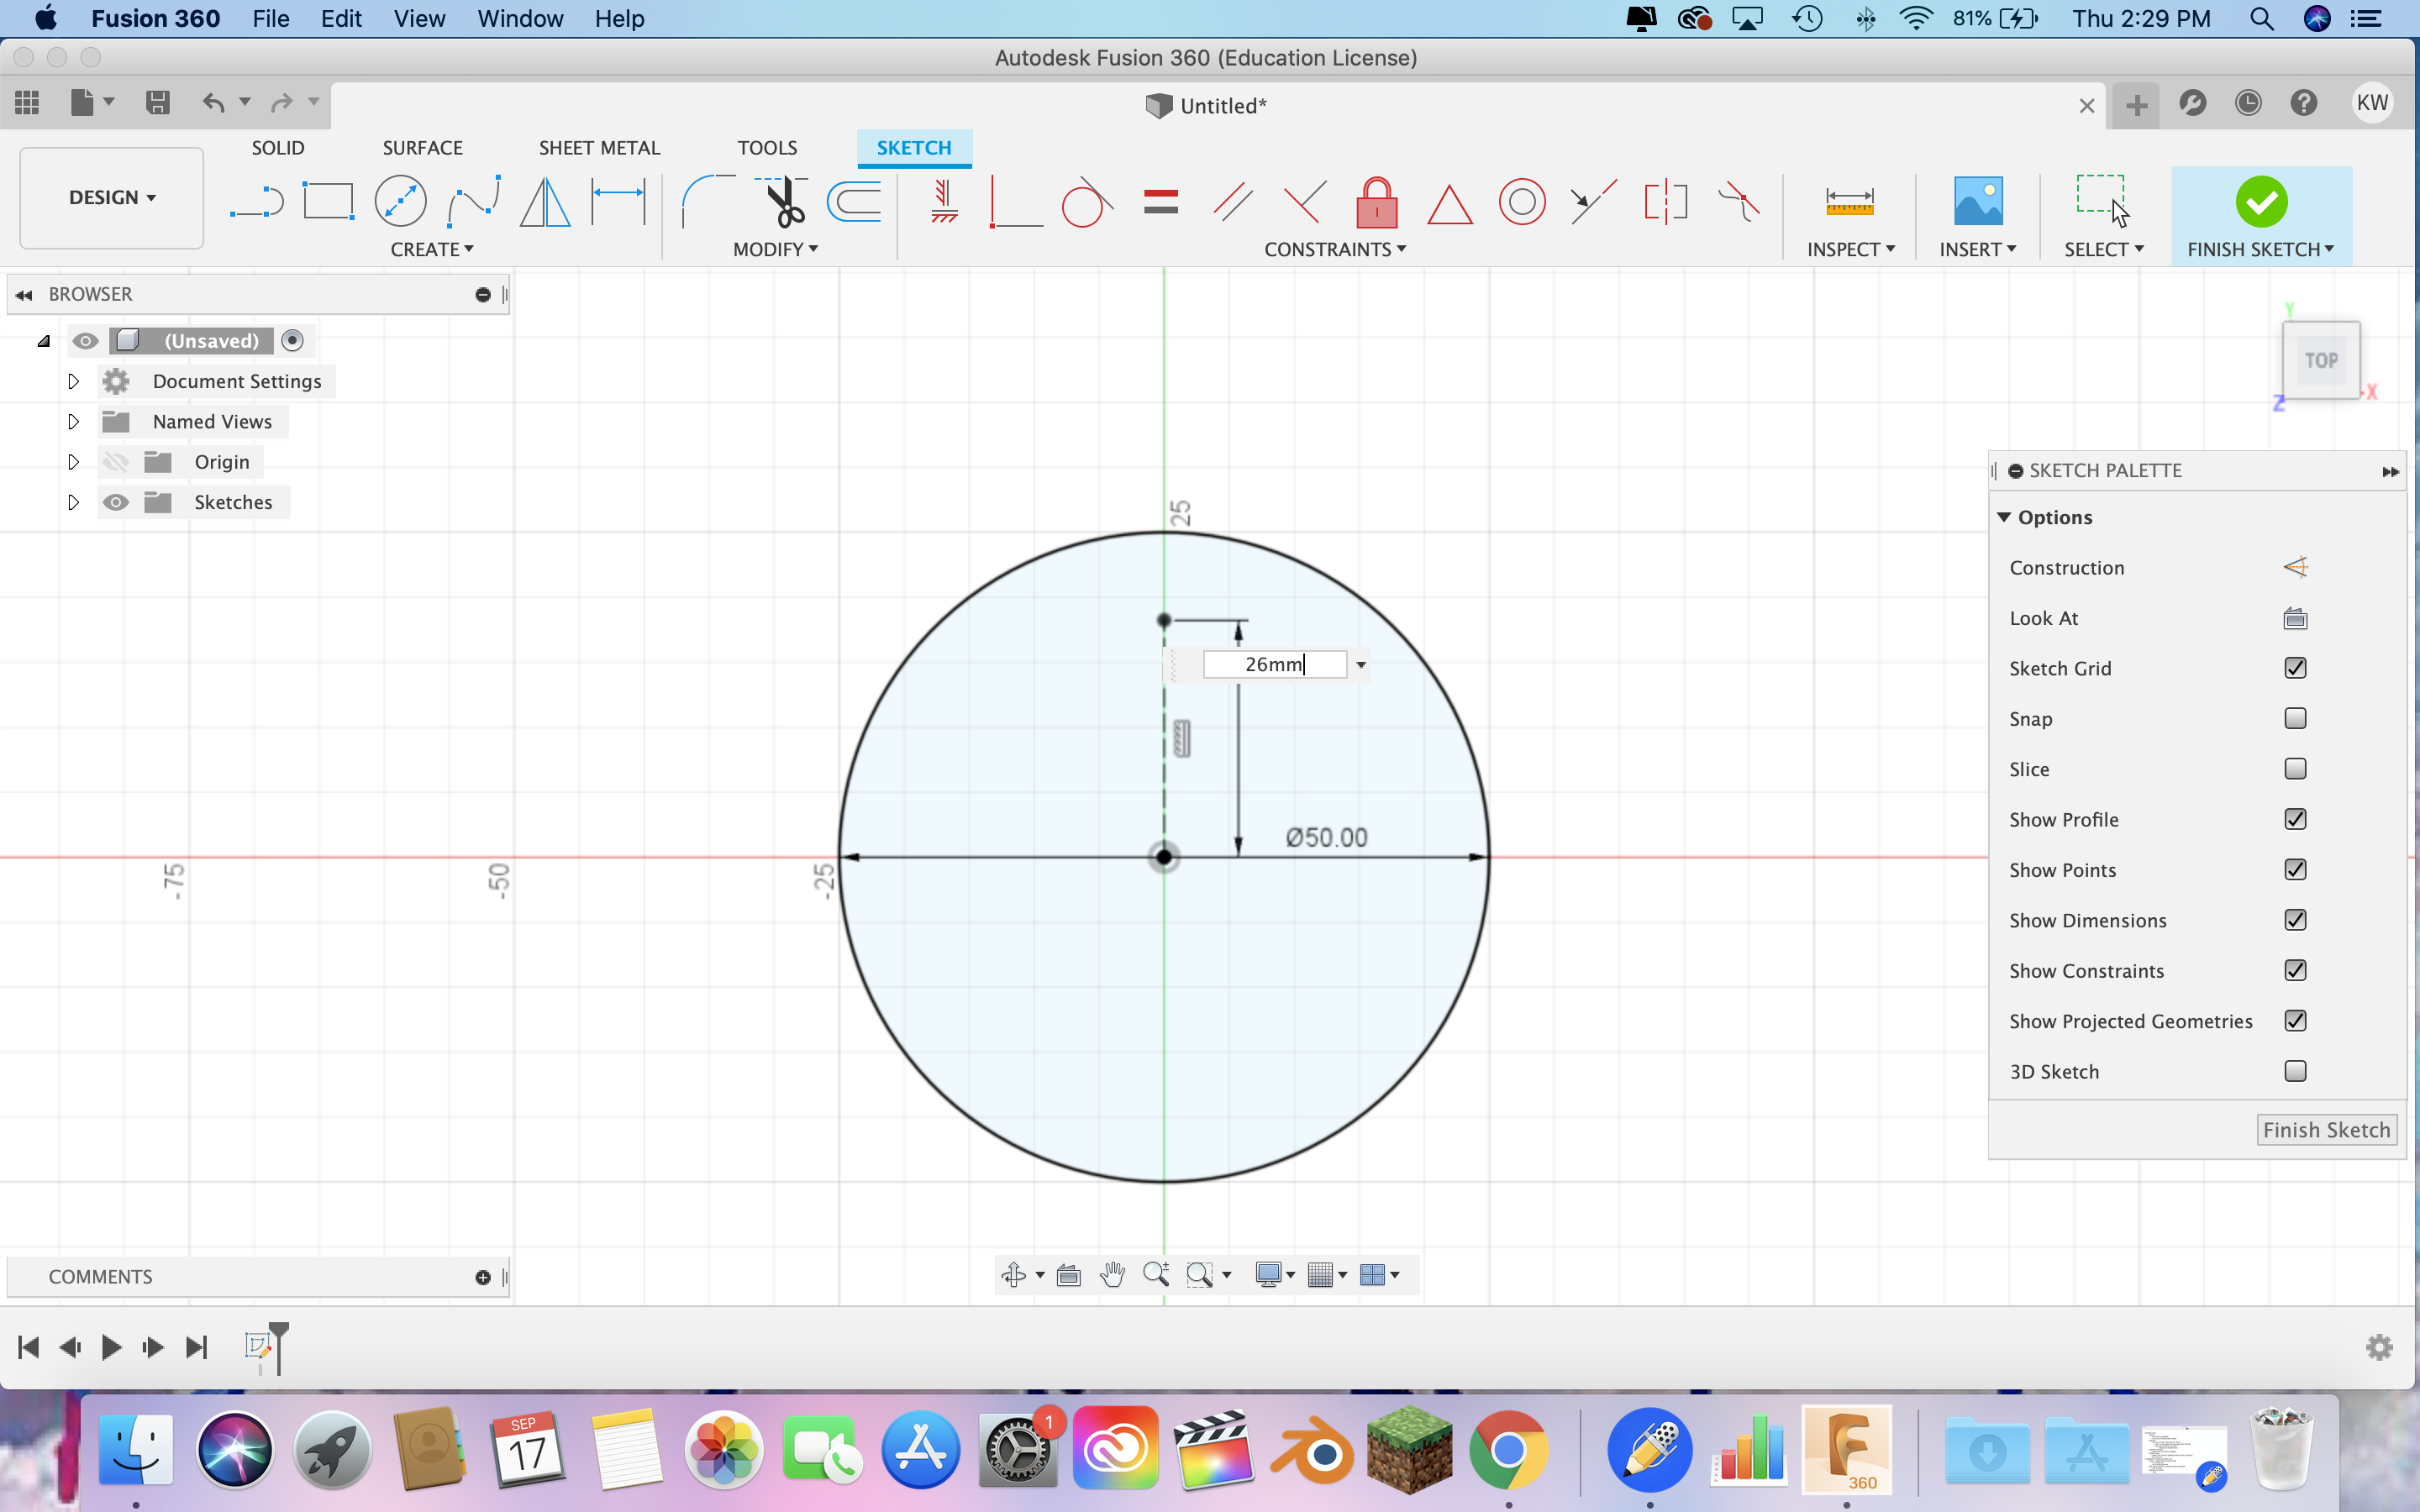 Fusion 360 File Edit View Window Help 81% Thu 2:29 PM
Autodesk Fusion 360 (Education License)
Untitled* KW
SOLID SURFACE SHEET METAL TOOLS SKETCH
DESIGN
CREATE MODIFY CONSTRAINTS INSPECT INSERT SELECT FINISH SKETCH
BROWSER
(Unsaved)
Document Settings
Named Views
Origin
Sketches
Y
TOP
X
Z
25
26mm
Ø50.00
-75
-50
-25
SKETCH PALETTE
Options
Construction
Look At
Sketch Grid
Snap
Slice
Show Profile
Show Points
Show Dimensions
Show Constraints
Show Projected Geometries
3D Sketch
Finish Sketch
COMMENTS
SEP
17
1
360